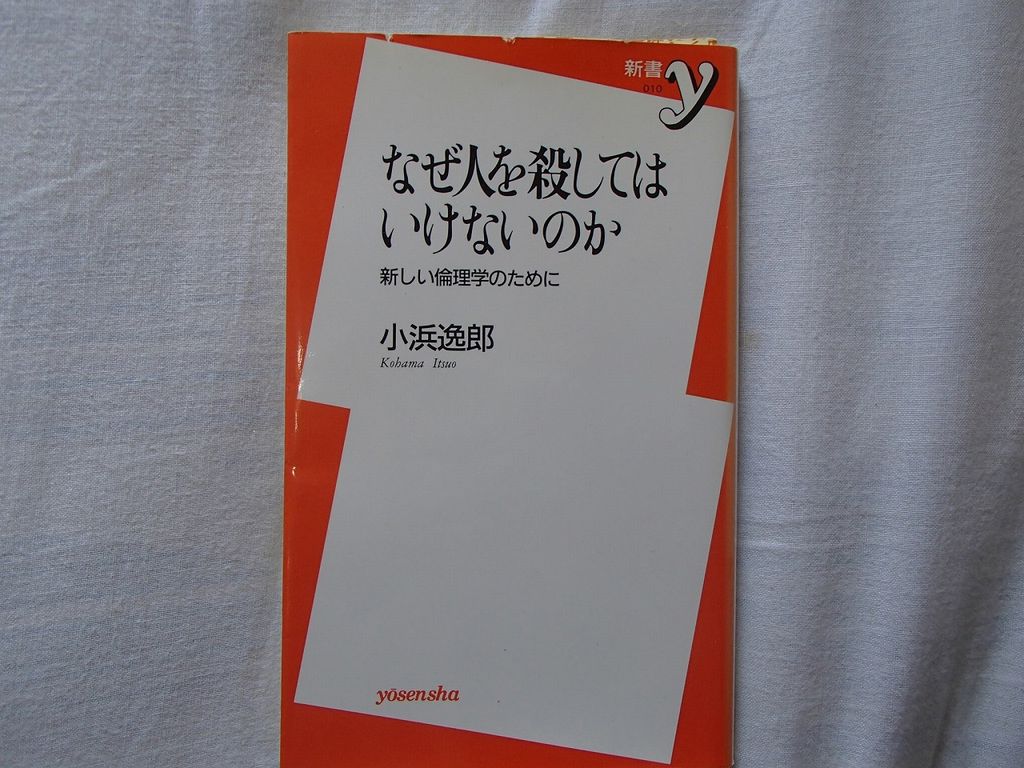 新書
010
y
なぜ人を殺しては
いけないのか
新しい倫理学のために
小浜逸郎
Kohama Itsuo
yōsensha